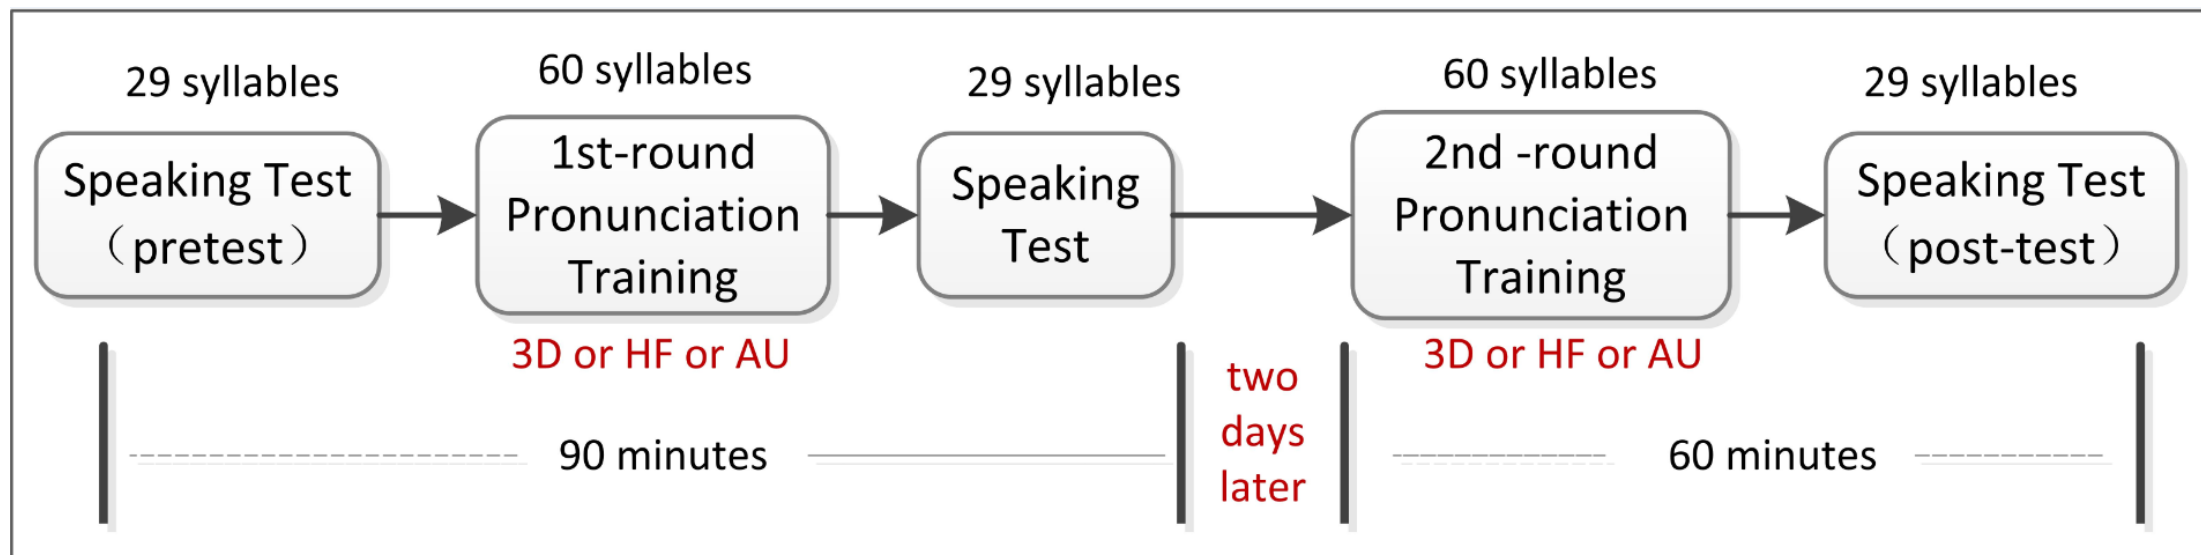 29 syllables
60 syllables
29 syllables
60 syllables
29 syllables
Speaking Test
（pretest）
1st-round
Pronunciation
Training
Speaking
Test
2nd -round
Pronunciation
Training
Speaking Test
（post-test）
3D or HF or AU
3D or HF or AU
90 minutes
two
days
later
60 minutes